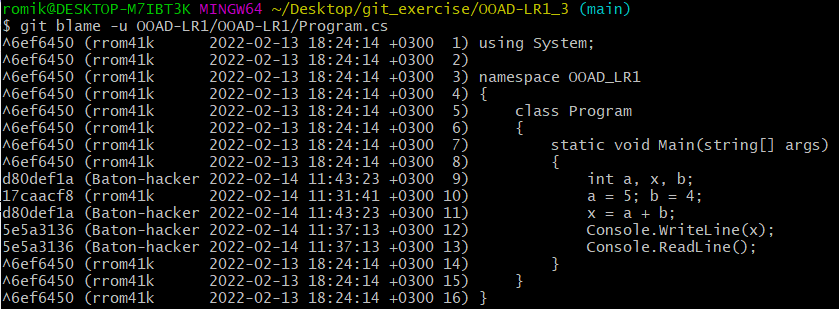 romik@DESKTOP-M7IBT3K MINGW64 ~/Desktop/git_exercise/OOAD-LR1_3 (main)
$ git blame -u OOAD-LR1/OOAD-LR1/Program.cs
^6ef6450 (rrom41k      2022-02-13 18:24:14 +0300  1) using System;
^6ef6450 (rrom41k      2022-02-13 18:24:14 +0300  2)
^6ef6450 (rrom41k      2022-02-13 18:24:14 +0300  3) namespace OOAD_LR1
^6ef6450 (rrom41k      2022-02-13 18:24:14 +0300  4) {
^6ef6450 (rrom41k      2022-02-13 18:24:14 +0300  5)     class Program
^6ef6450 (rrom41k      2022-02-13 18:24:14 +0300  6)     {
^6ef6450 (rrom41k      2022-02-13 18:24:14 +0300  7)         static void Main(string[] args)
^6ef6450 (rrom41k      2022-02-13 18:24:14 +0300  8)         {
d80def1a (Baton-hacker 2022-02-14 11:43:23 +0300  9)             int a, x, b;
17caacf8 (rrom41k      2022-02-14 11:31:41 +0300 10)             a = 5; b = 4;
d80def1a (Baton-hacker 2022-02-14 11:43:23 +0300 11)             x = a + b;
5e5a3136 (Baton-hacker 2022-02-14 11:37:13 +0300 12)             Console.WriteLine(x);
5e5a3136 (Baton-hacker 2022-02-14 11:37:13 +0300 13)             Console.ReadLine();
^6ef6450 (rrom41k      2022-02-13 18:24:14 +0300 14)         }
^6ef6450 (rrom41k      2022-02-13 18:24:14 +0300 15)     }
^6ef6450 (rrom41k      2022-02-13 18:24:14 +0300 16) }